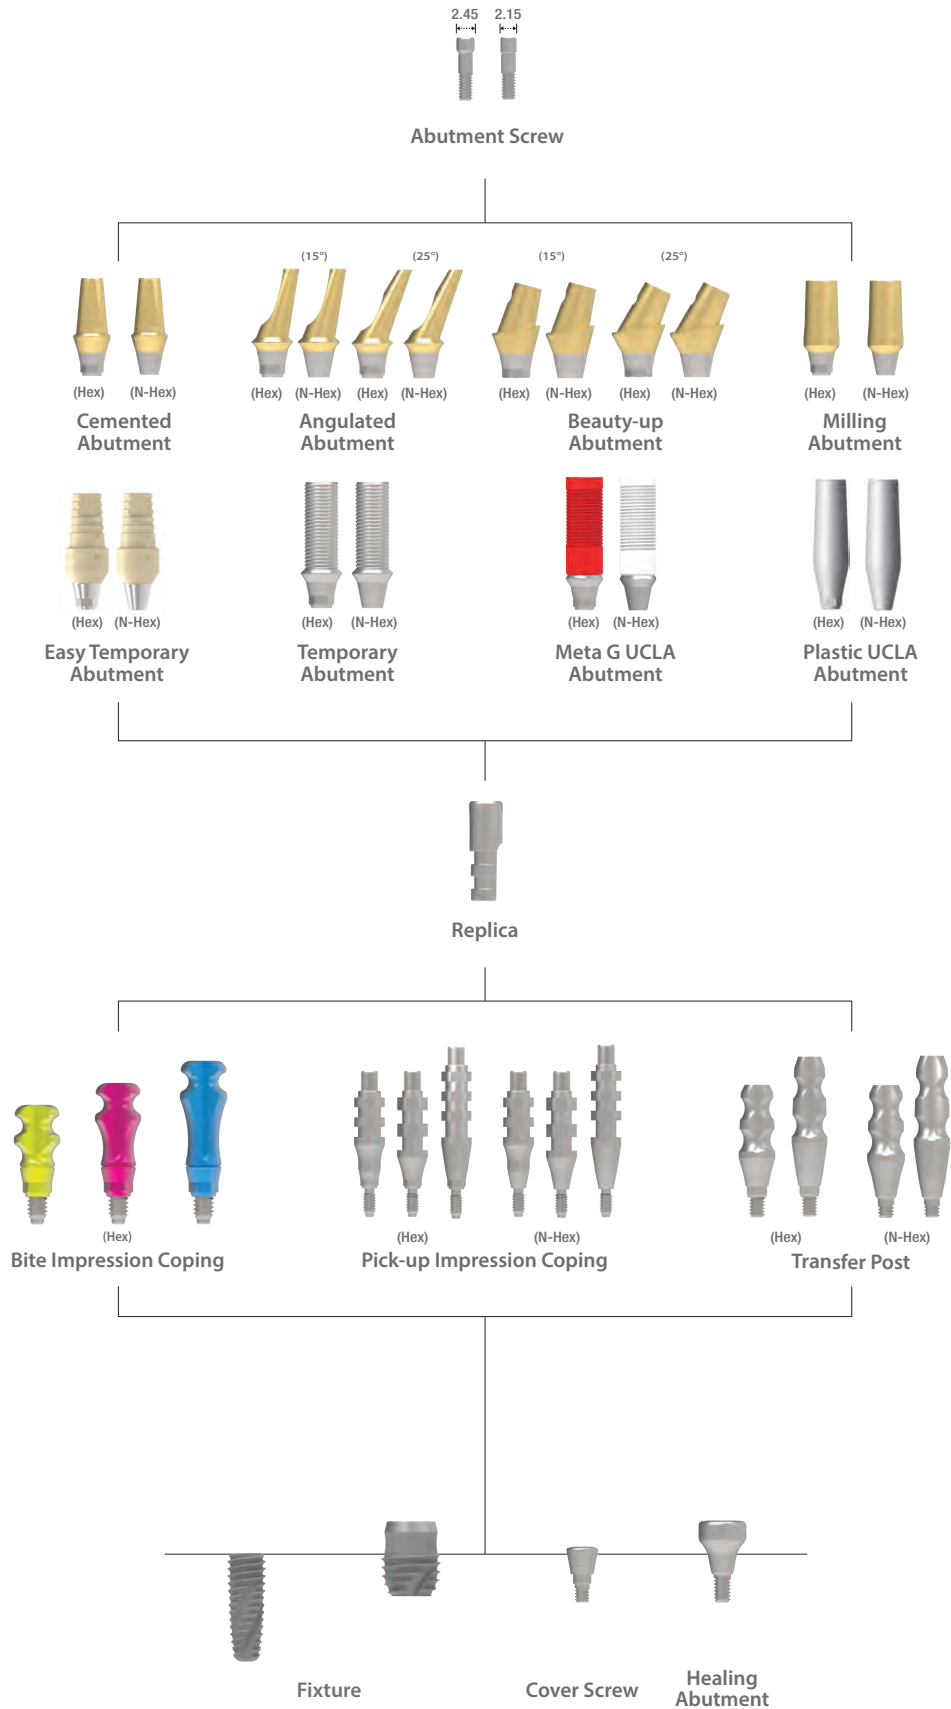 2.45 2.15
Abutment Screw
(15°) (25°) (15°) (25°)
(Hex) (N-Hex) (Hex) (N-Hex) (Hex) (N-Hex) (Hex) (N-Hex) (Hex) (N-Hex) (Hex) (N-Hex)
Cemented Angulated Beauty-up Milling
Abutment Abutment Abutment Abutment
(Hex) (N-Hex) (Hex) (N-Hex) (Hex) (N-Hex) (Hex) (N-Hex)
Easy Temporary Temporary Meta G UCLA Plastic UCLA
Abutment Abutment Abutment Abutment
Replica
(Hex) (Hex) (N-Hex) (Hex) (N-Hex)
Bite Impression Coping Pick-up Impression Coping Transfer Post
Fixture Cover Screw Healing
Abutment